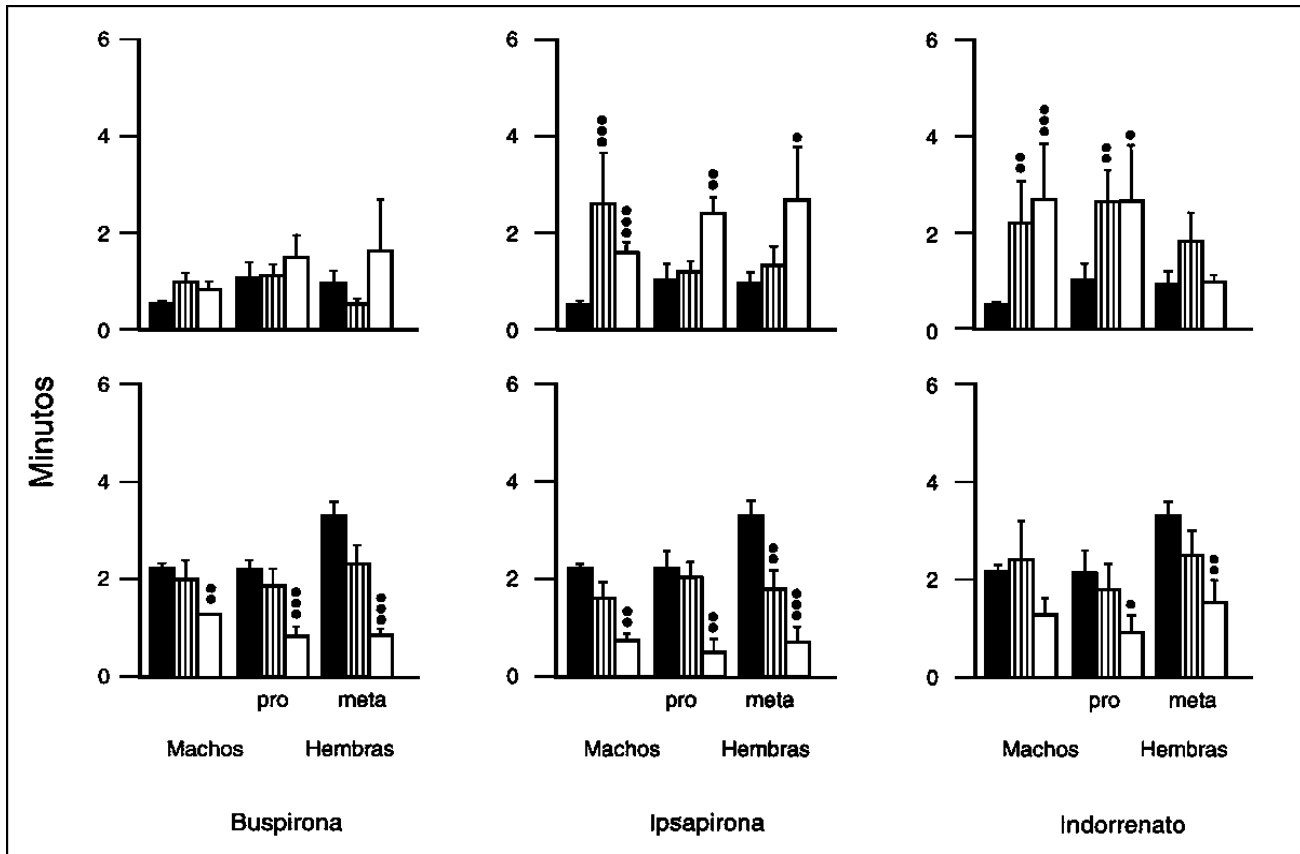 6 6 6
4 4 4
2 2 2
0 0 0
Minutos
6 6 6
4 4 4
2 2 2
0 0 0
pro meta pro meta pro meta
Machos Hembras Machos Hembras Machos Hembras
Buspirona Ipsapirona Indorrenato